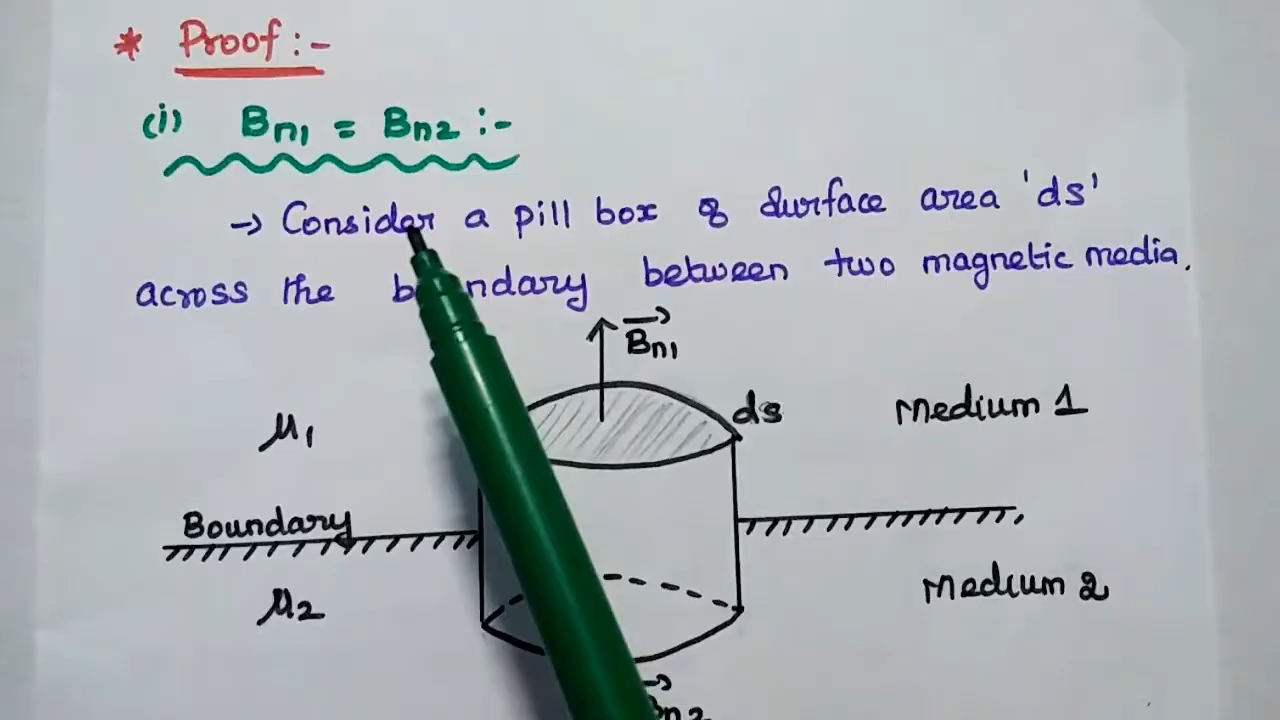 * Proof :-
(i) Bn1 = Bn2 :-
→ Consider a pill box of surface area 'ds'
across the boundary between two magnetic media.
Bn1
ds
Medium 1
μ1
Boundary
Medium 2
μ2
Bn2